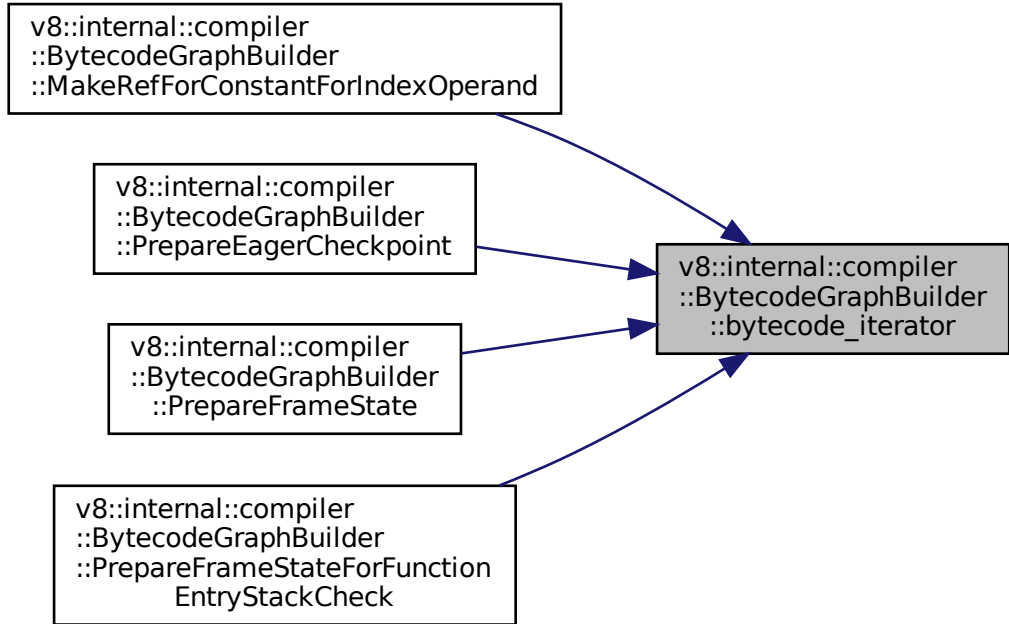 v8::internal::compiler
::BytecodeGraphBuilder
::MakeRefForConstantForIndexOperand
v8::internal::compiler
::BytecodeGraphBuilder
::PrepareEagerCheckpoint
v8::internal::compiler
::BytecodeGraphBuilder
::PrepareFrameState
v8::internal::compiler
::BytecodeGraphBuilder
::PrepareFrameStateForFunction
EntryStackCheck
v8::internal::compiler
::BytecodeGraphBuilder
::bytecode_iterator